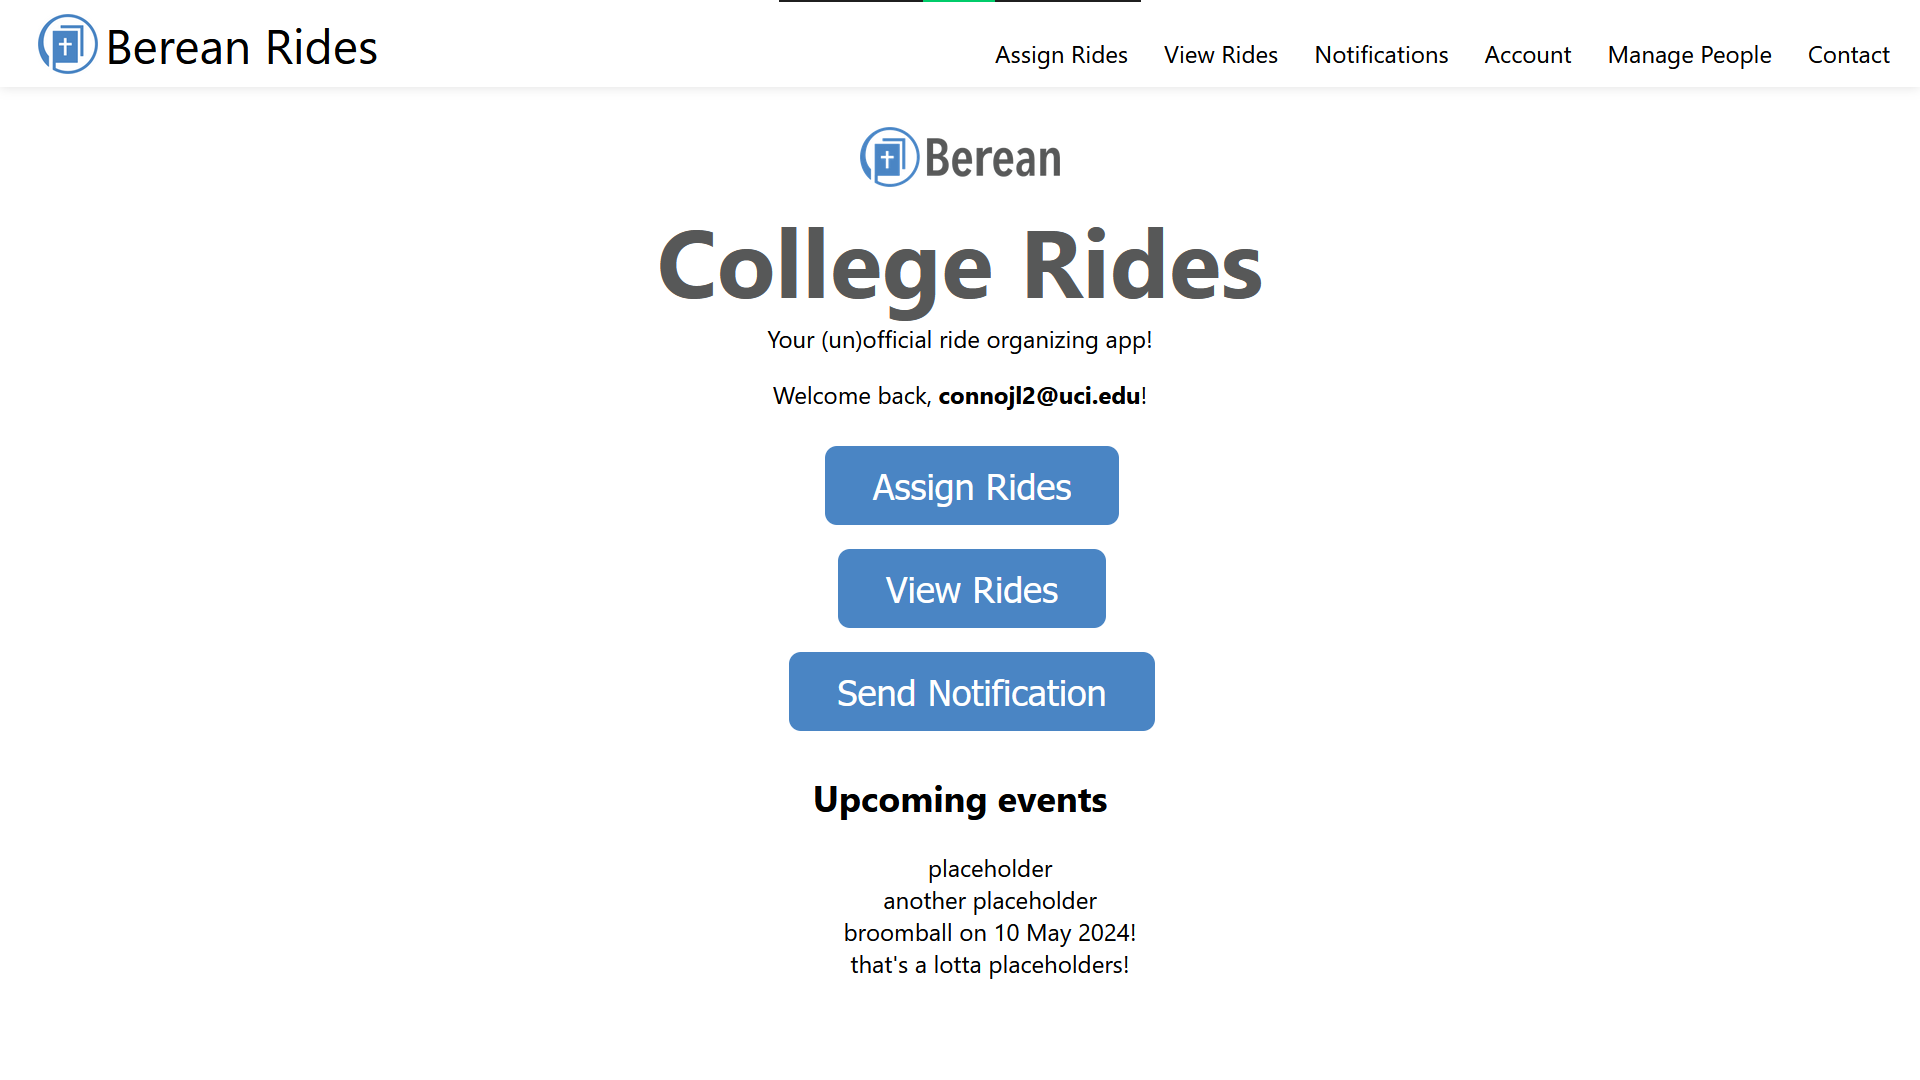 Berean Rides
Assign Rides
View Rides
Notifications
Account
Manage People
Contact
Berean
College Rides
Your (un)official ride organizing app!
Welcome back, connojl2@uci.edu!
Assign Rides
View Rides
Send Notification
Upcoming events
placeholder
another placeholder
broomball on 10 May 2024!
that's a lotta placeholders!